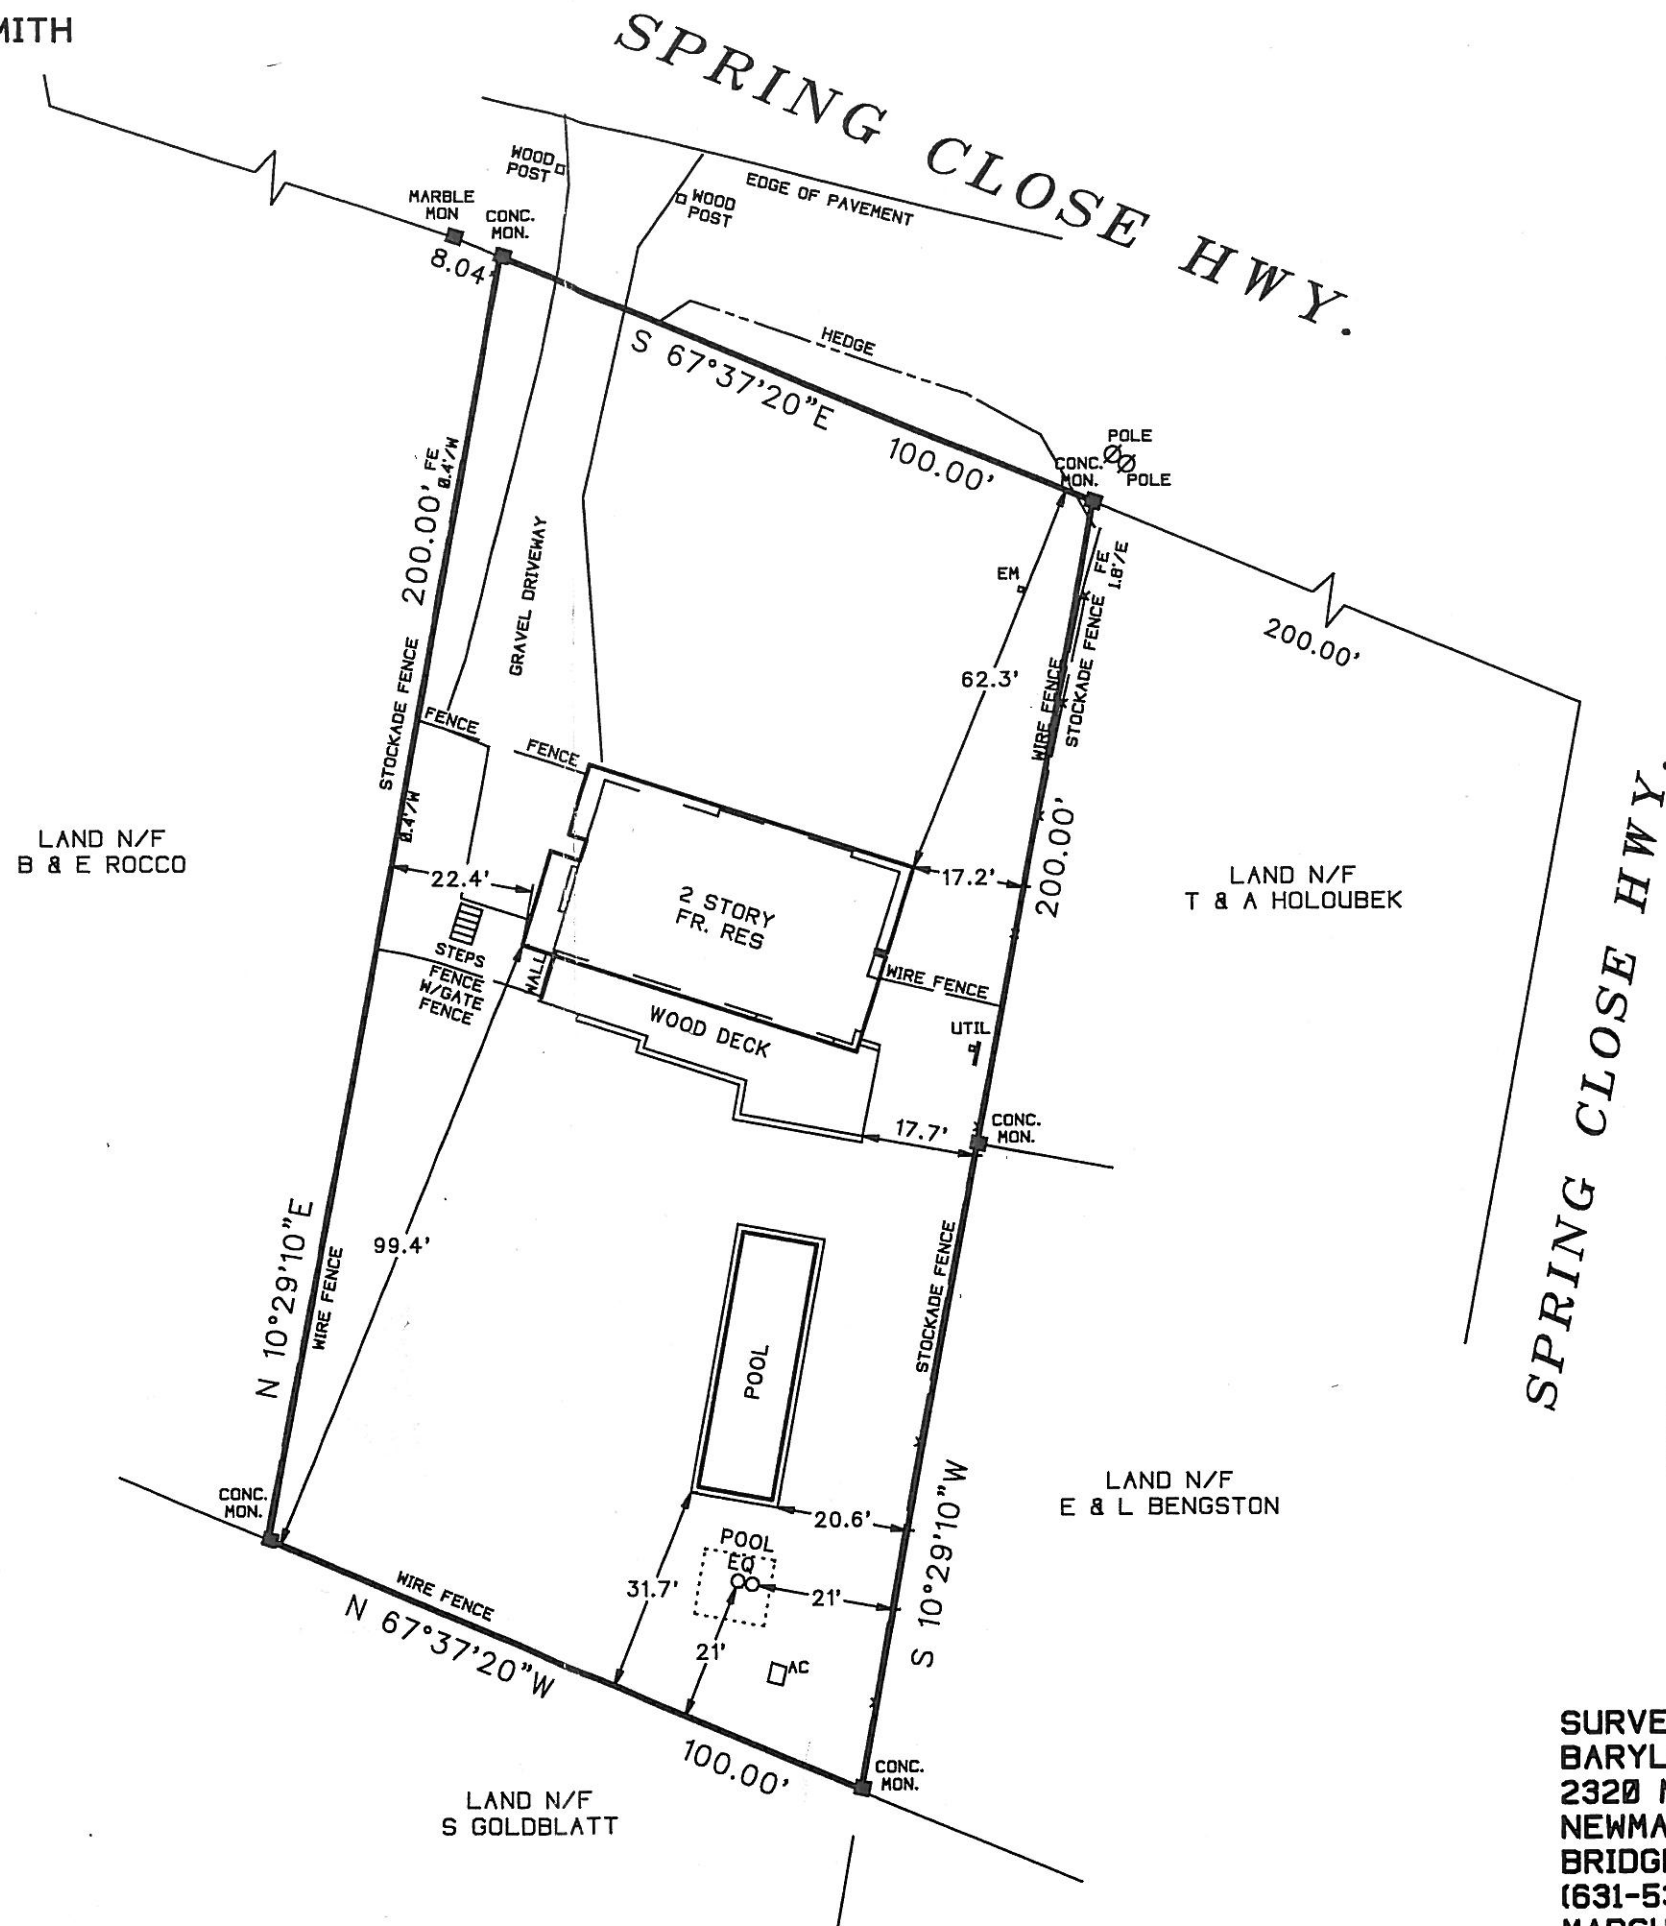 SPRING CLOSE HWY.
WOOD
POST
WOOD
POST
EDGE OF PAVEMENT
MARBLE
MON
CONC.
MON.
8.04'
HEDGE
S 67°37'20"E
100.00'
POLE
POLE
CONC.
MON.
200.00'
FE
0.4'/W
200.00'
GRAVEL DRIVEWAY
EM
FE
1.8'/E
STOCKADE FENCE
WIRE FENCE
62.3'
STOCKADE FENCE
FENCE
FENCE
0.4'/W
LAND N/F
B & E ROCCO
22.4'
2 STORY
FR. RES
17.2'
200.00'
LAND N/F
T & A HOLOUBEK
SPRING CLOSE HWY.
STEPS
FENCE
W/GATE
FENCE
WALL
WIRE FENCE
WOOD DECK
UTIL
CONC.
MON.
17.7'
99.4'
N 10°29'10"E
WIRE FENCE
STOCKADE FENCE
POOL
CONC.
MON.
20.6'
POOL
EQ
31.7'
21'
21'
AC
S 10°29'10"W
LAND N/F
E & L BENGSTON
WIRE FENCE
N 67°37'20"W
100.00'
CONC.
MON.
LAND N/F
S GOLDBLATT
SURVE
BARYL
2320
NEWMA
BRIDG
(631-5